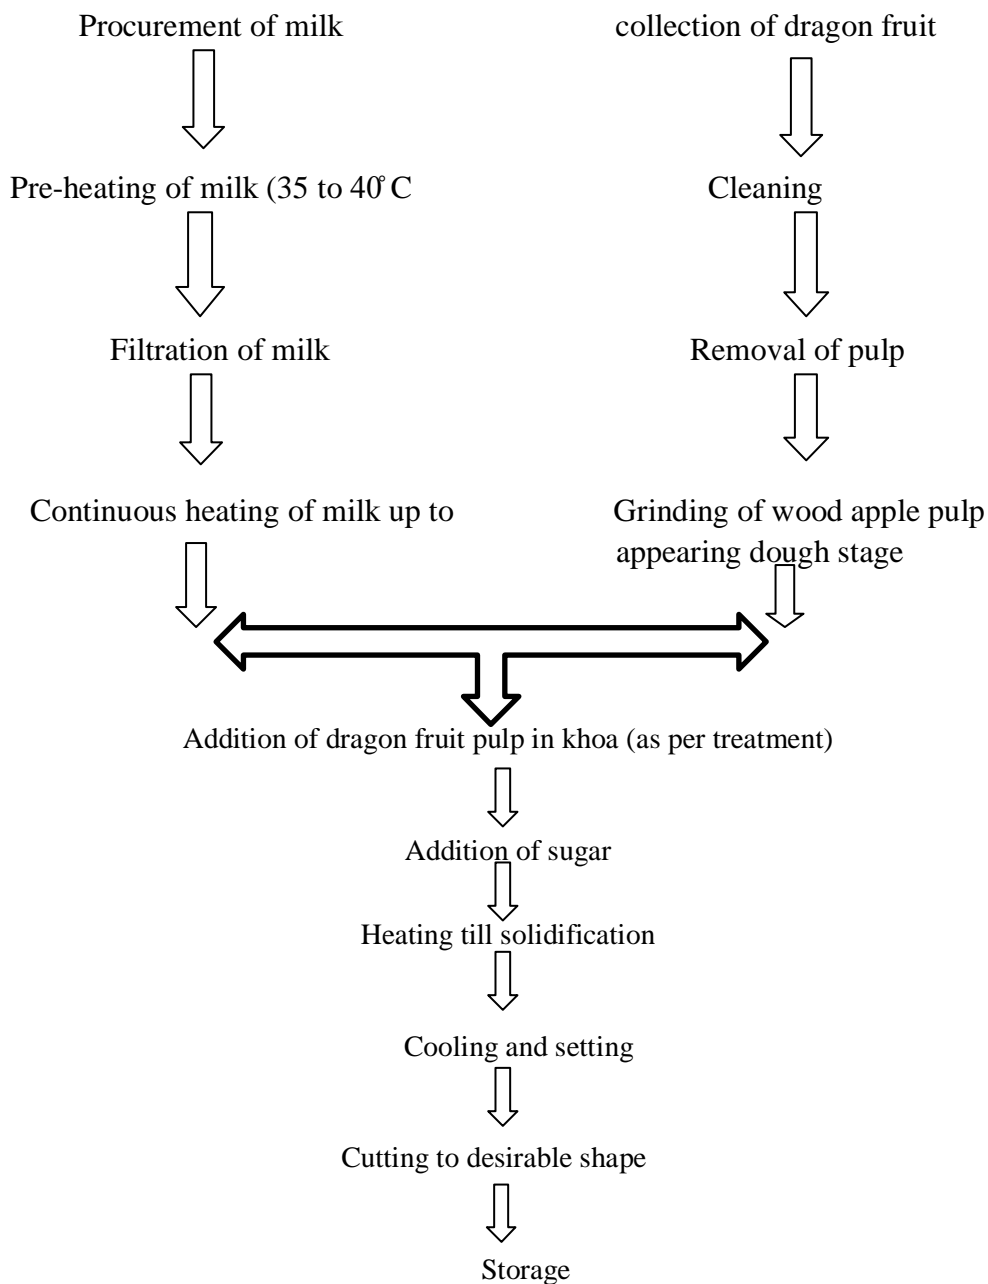 Procurement of milk
collection of dragon fruit
Pre-heating of milk (35 to 40°C
Cleaning
Filtration of milk
Removal of pulp
Continuous heating of milk up to
Grinding of wood apple pulp
appearing dough stage
Addition of dragon fruit pulp in khoa (as per treatment)
Addition of sugar
Heating till solidification
Cooling and setting
Cutting to desirable shape
Storage